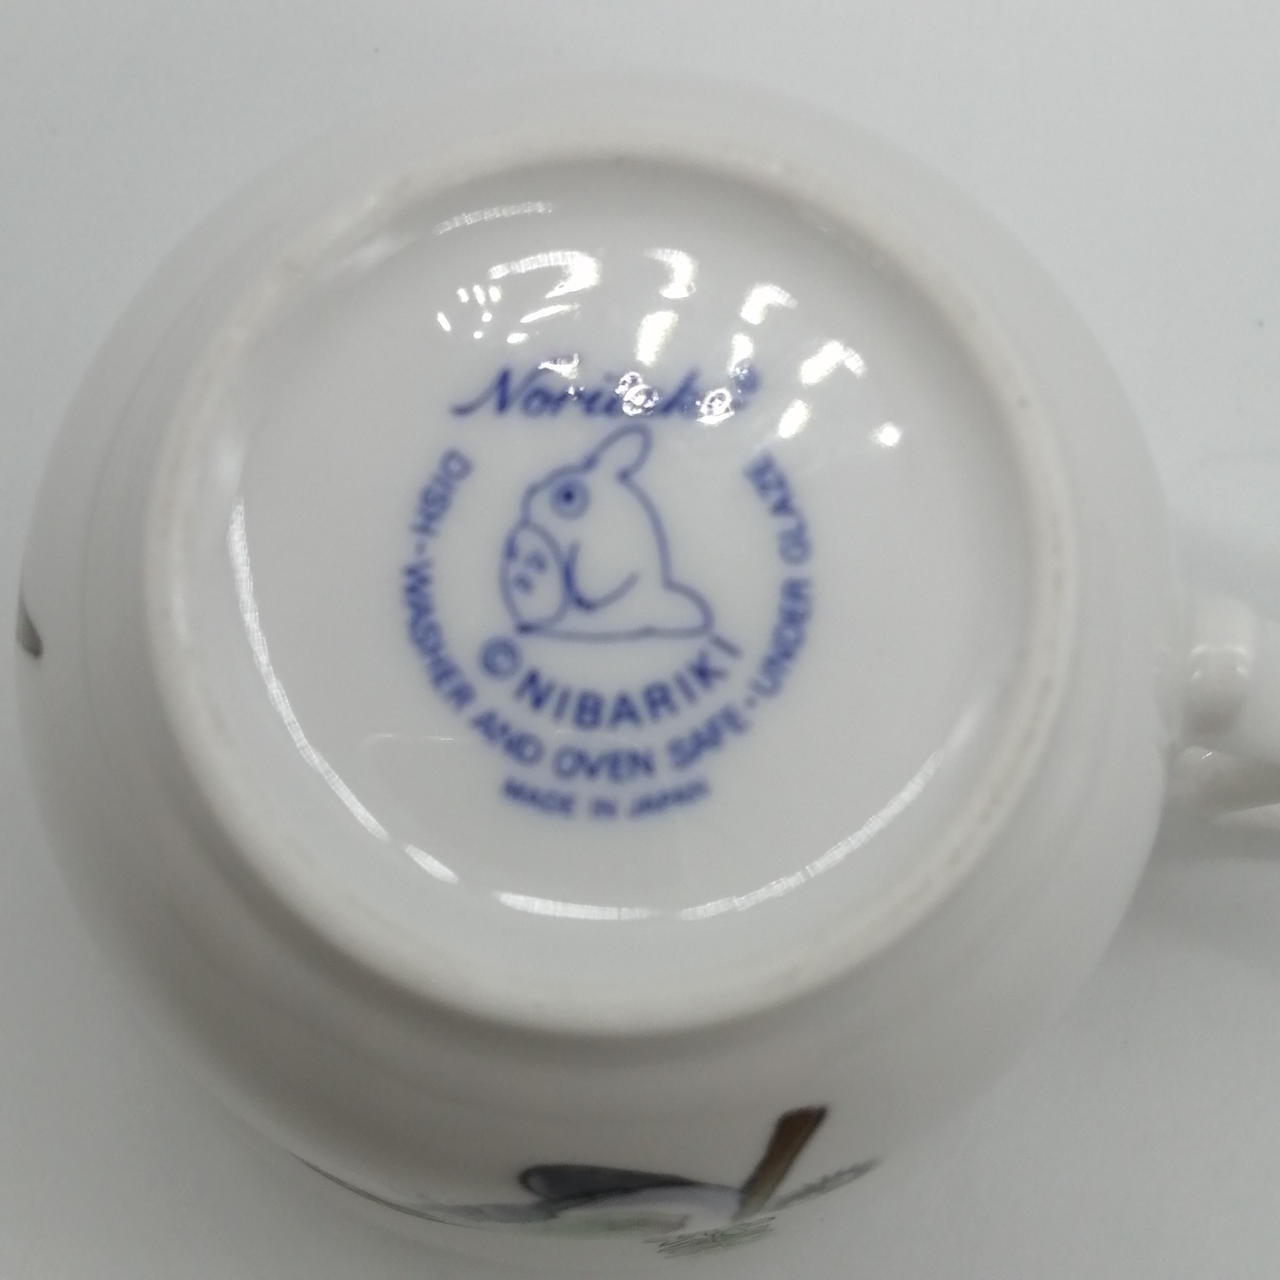 Noritake®
©NIBARIKI
DISH-WASHER AND OVEN SAFE-UNDER GLAZE
MADE IN JAPAN